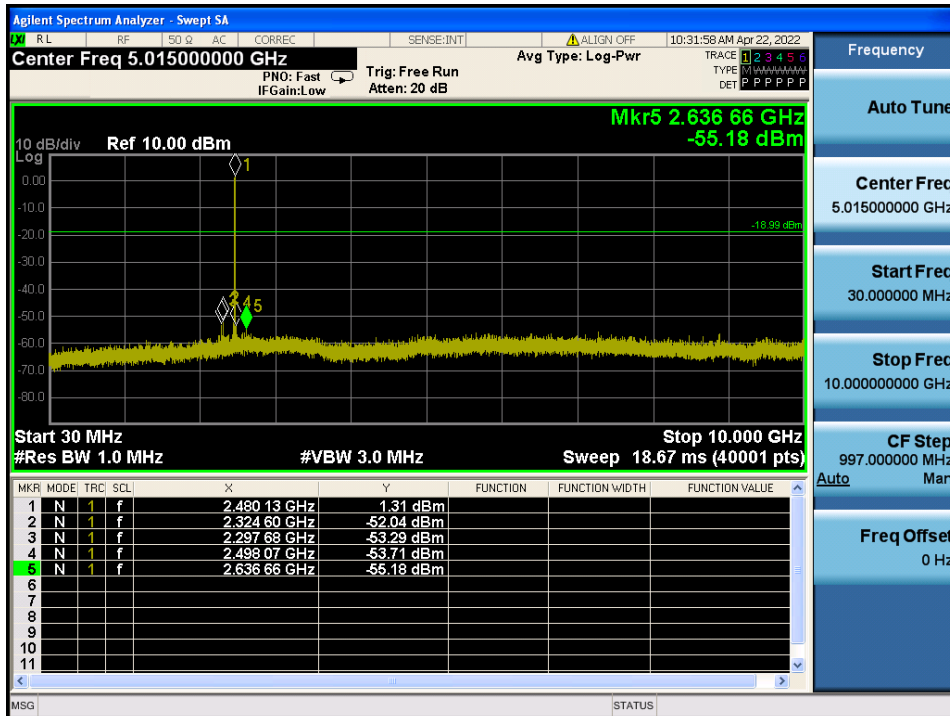 Agilent Spectrum Analyzer - Swept SA
LXI RL RF 50 Ω AC CORREC SENSE:INT ALIGN OFF 10:31:58 AM Apr 22, 2022
Center Freq 5.015000000 GHz
PNO: Fast
IFGain:Low
Trig: Free Run
Atten: 20 dB
Avg Type: Log-Pwr
TRACE 1 2 3 4 5 6
TYPE M W W W W W
DET P P P P P P
Mkr5 2.636 66 GHz
-55.18 dBm
10 dB/div Ref 10.00 dBm
Log
0.00
-10.0
-20.0
-30.0
-40.0
-50.0
-60.0
-70.0
-80.0
1
-18.99 dBm
2
3
4
5
Start 30 MHz Stop 10.000 GHz
#Res BW 1.0 MHz #VBW 3.0 MHz Sweep 18.67 ms (40001 pts)
MKR MODE TRC SCL X Y FUNCTION FUNCTION WIDTH FUNCTION VALUE
1 N 1 f 2.480 13 GHz 1.31 dBm
2 N 1 f 2.324 60 GHz -52.04 dBm
3 N 1 f 2.297 68 GHz -53.29 dBm
4 N 1 f 2.498 07 GHz -53.71 dBm
5 N 1 f 2.636 66 GHz -55.18 dBm
6
7
8
9
10
11
MSG STATUS
Frequency
Auto Tune
Center Freq
5.015000000 GHz
Start Freq
30.000000 MHz
Stop Freq
10.000000000 GHz
CF Step
997.000000 MHz
Auto Man
Freq Offset
0 Hz